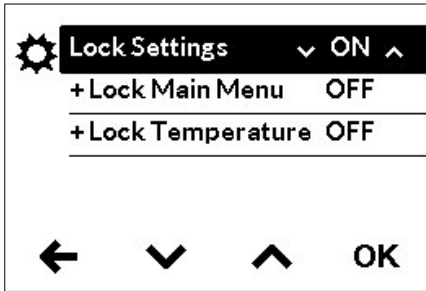 Lock Settings ON
+Lock Main Menu OFF
+Lock Temperature OFF
OK